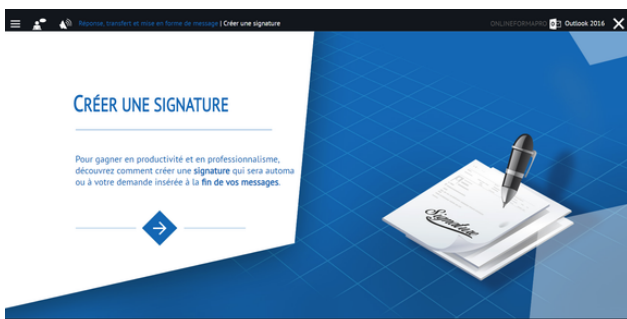 Réponse, transfert et mise en forme de message | Créer une signature
ONLINEFORMAPRO Outlook 2016
CRÉER UNE SIGNATURE
Pour gagner en productivité et en professionnalisme,
découvrez comment créer une signature qui sera automa
ou à votre demande insérée à la fin de vos messages.
Signature